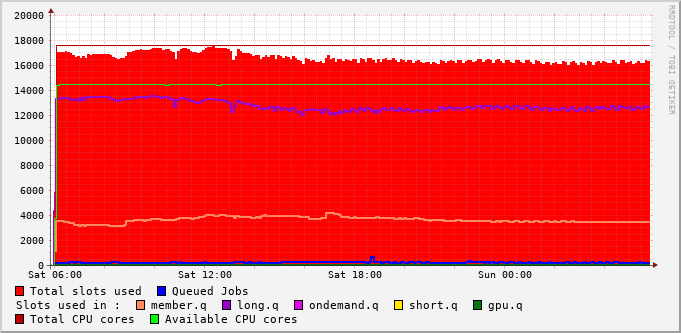 20000
18000
16000
14000
12000
10000
8000
6000
4000
2000
0
Sat 06:00 Sat 12:00 Sat 18:00 Sun 00:00
Total slots used Queued Jobs
Slots used in : member.q long.q ondemand.q short.q gpu.q
Total CPU cores Available CPU cores
RRDTOOL / TOBI OETIKER